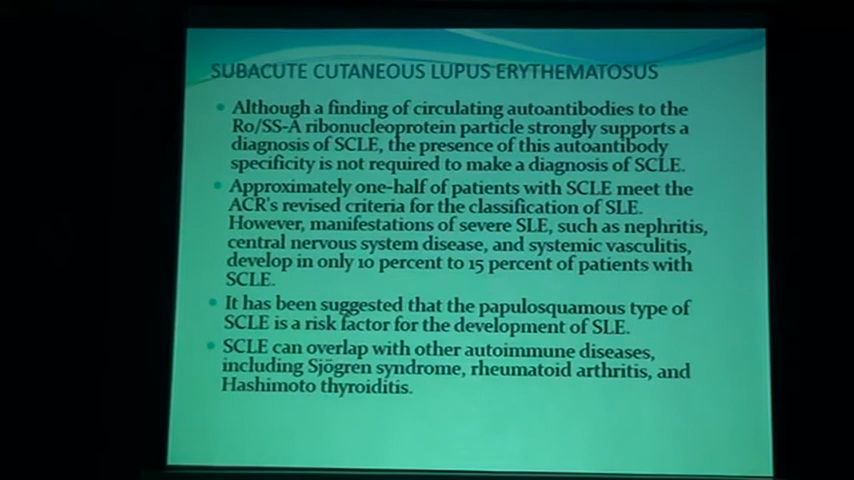 SUBACUTE CUTANEOUS LUPUS ERYTHEMATOSUS
Although a finding of circulating autoantibodies to the
Ro/SS-A ribonucleoprotein particle strongly supports a
diagnosis of SCLE, the presence of this autoantibody
specificity is not required to make a diagnosis of SCLE.
Approximately one-half of patients with SCLE meet the
ACR's revised criteria for the classification of SLE.
However, manifestations of severe SLE, such as nephritis,
central nervous system disease, and systemic vasculitis,
develop in only 10 percent to 15 percent of patients with
SCLE.
It has been suggested that the papulosquamous type of
SCLE is a risk factor for the development of SLE.
SCLE can overlap with other autoimmune diseases,
including Sjögren syndrome, rheumatoid arthritis, and
Hashimoto thyroiditis.